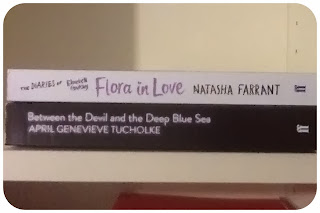 THE DIARIES OF Bluebell Gadsby Flora in Love NATASHA FARRANT
Between the Devil and the Deep Blue Sea
APRIL GENEVIEVE TUCHOLKE